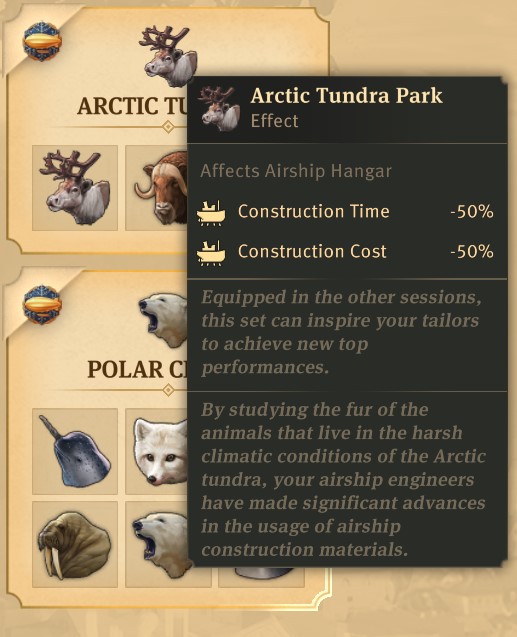 ARCTIC TU
Arctic Tundra Park
Effect
Affects Airship Hangar
Construction Time -50%
Construction Cost -50%
Equipped in the other sessions,
this set can inspire your tailors
to achieve new top
performances.
By studying the fur of the
animals that live in the harsh
climatic conditions of the Arctic
tundra, your airship engineers
have made significant advances
in the usage of airship
construction materials.
POLAR CI